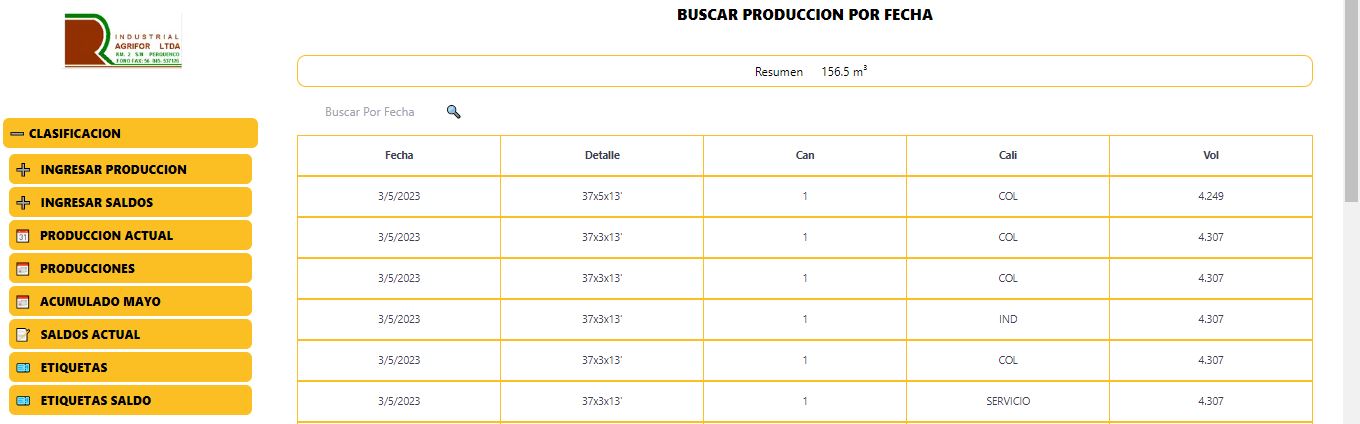 INDUSTRIAL
AGRIFOR LTDA
KM. 2 S/N PERQUENCO
FONO FAX: 56 045- 537126
CLASIFICACION
INGRESAR PRODUCCION
INGRESAR SALDOS
PRODUCCION ACTUAL
PRODUCCIONES
ACUMULADO MAYO
SALDOS ACTUAL
ETIQUETAS
ETIQUETAS SALDO
BUSCAR PRODUCCION POR FECHA
Resumen 156.5 m³
Buscar Por Fecha
Fecha Detalle Can Cali Vol
3/5/2023 37x5x13' 1 COL 4.249
3/5/2023 37x3x13' 1 COL 4.307
3/5/2023 37x3x13' 1 COL 4.307
3/5/2023 37x3x13' 1 IND 4.307
3/5/2023 37x3x13' 1 COL 4.307
3/5/2023 37x3x13' 1 SERVICIO 4.307